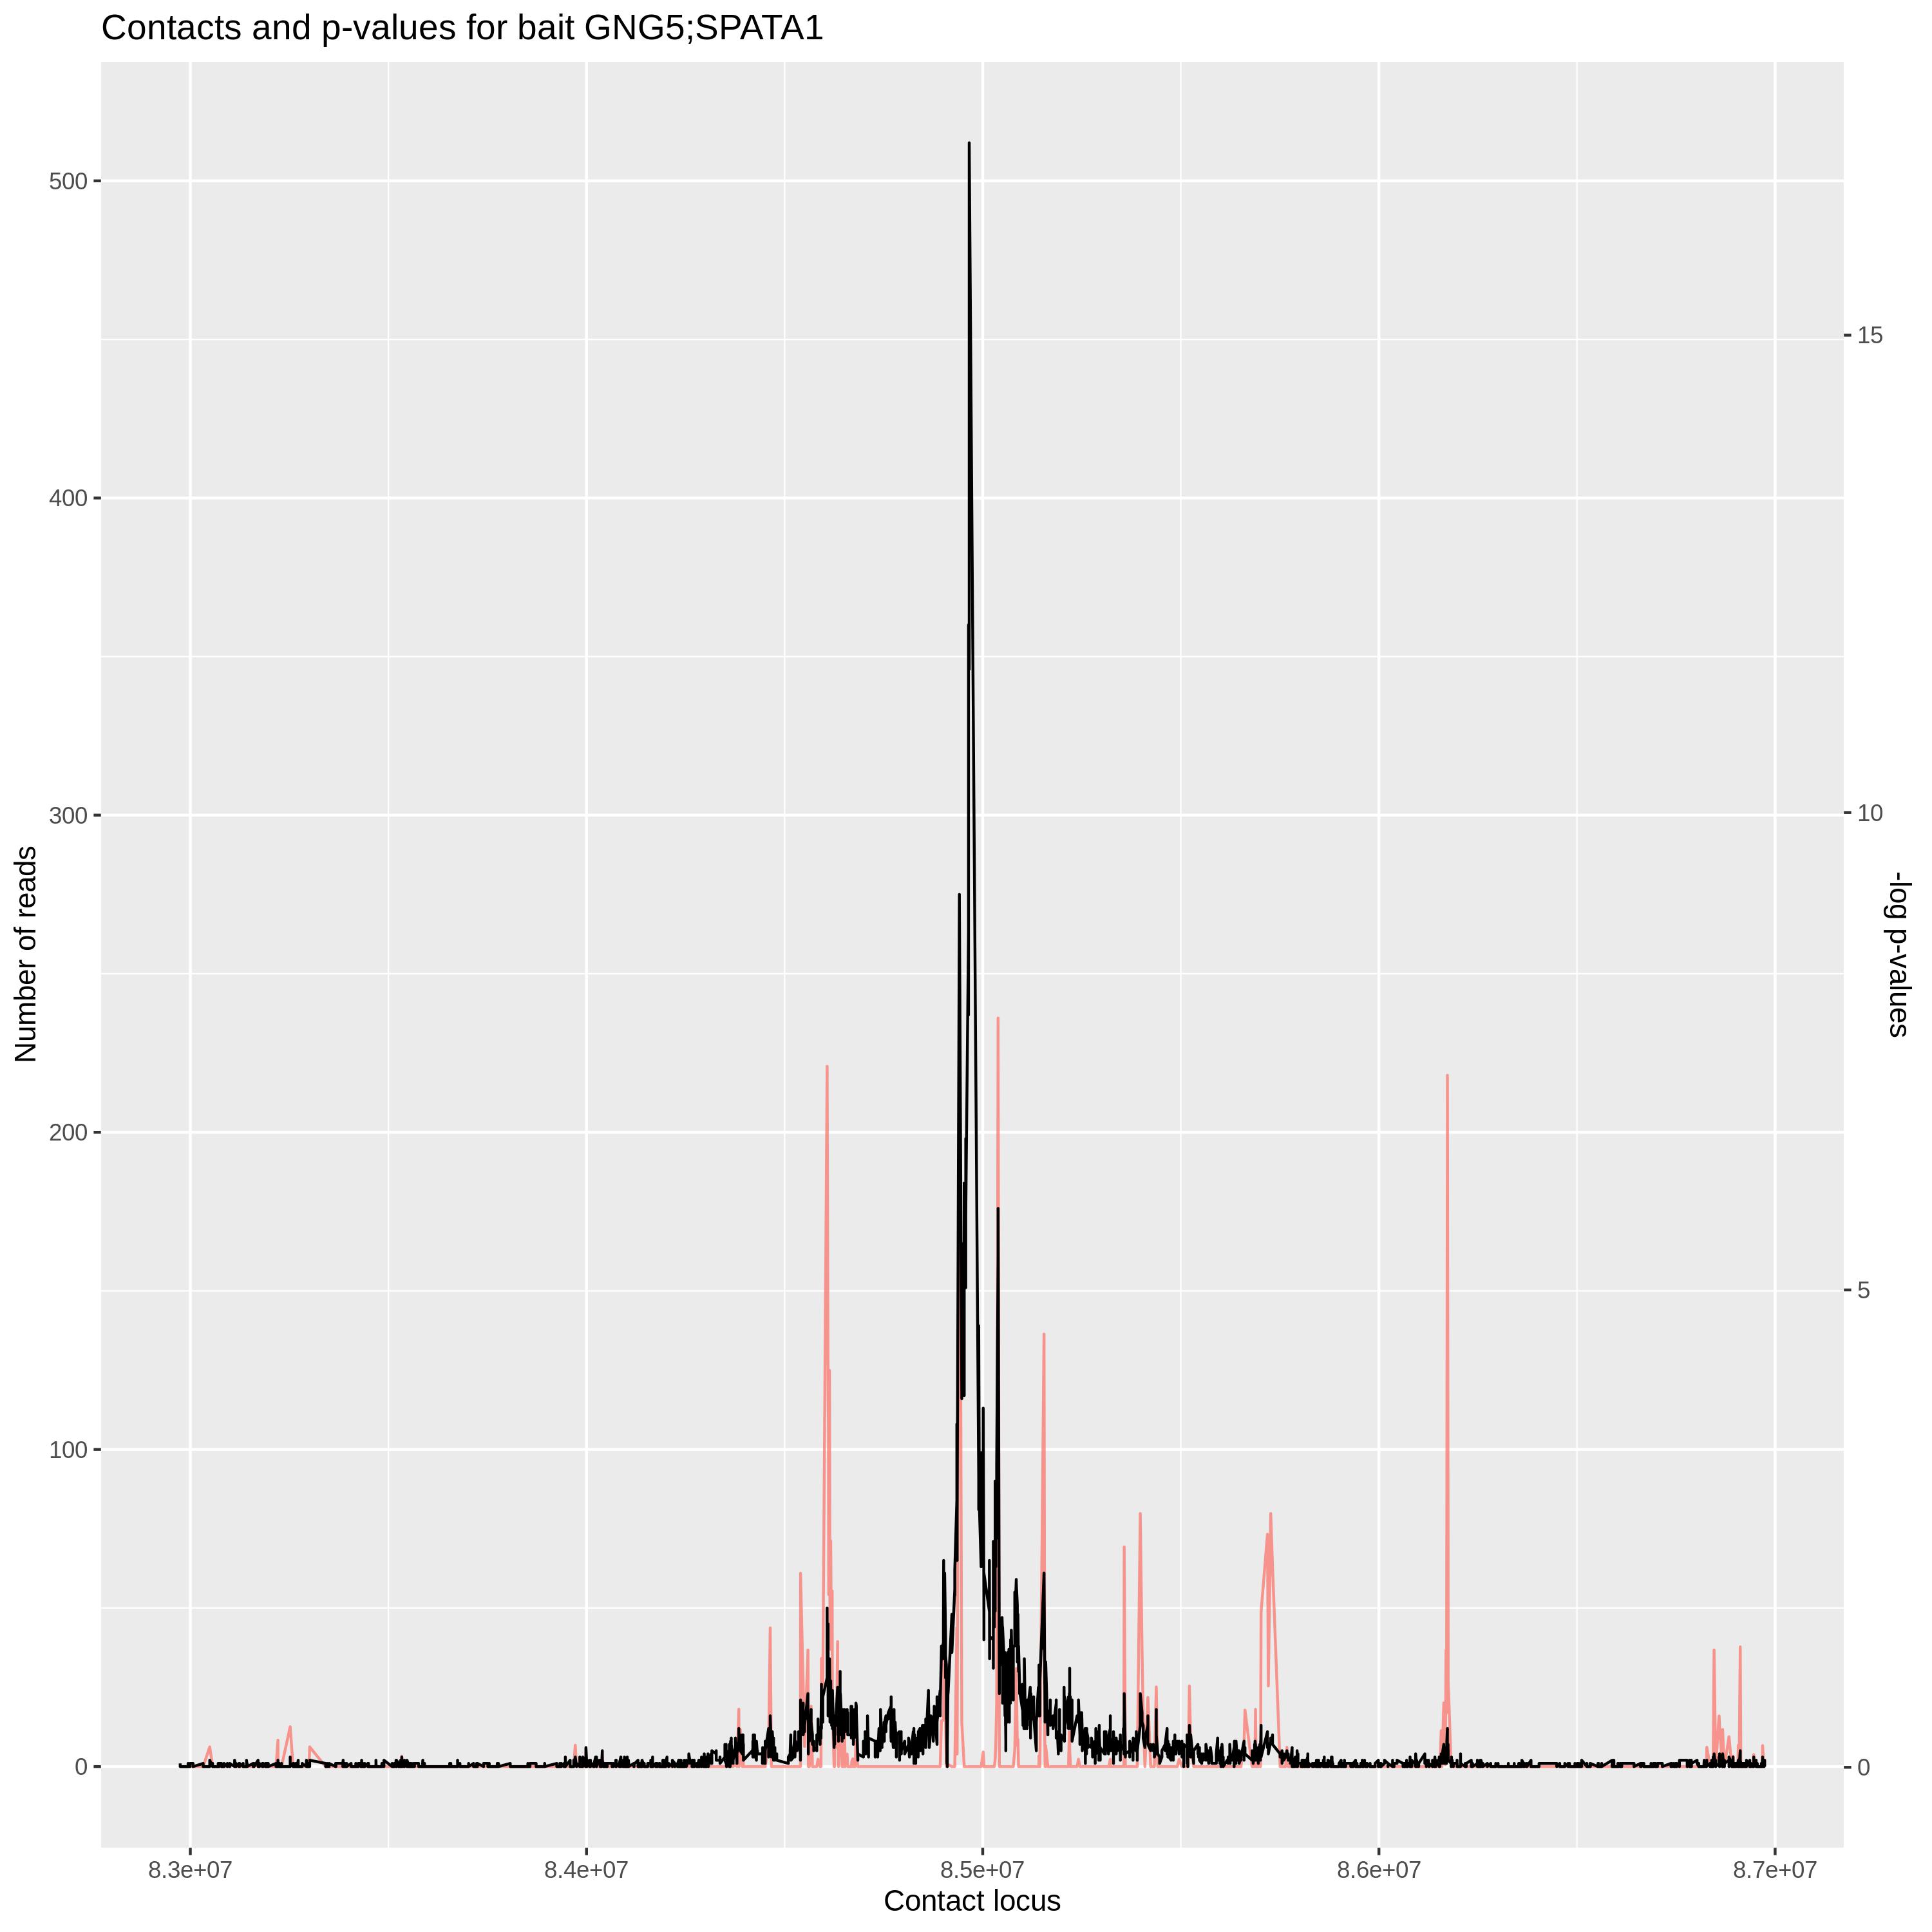 Contacts and p-values for bait GNG5;SPATA1
Number of reads
500
400
300
200
100
0
15
10
5
0
-log p-values
8.3e+07
8.4e+07
8.5e+07
8.6e+07
8.7e+07
Contact locus